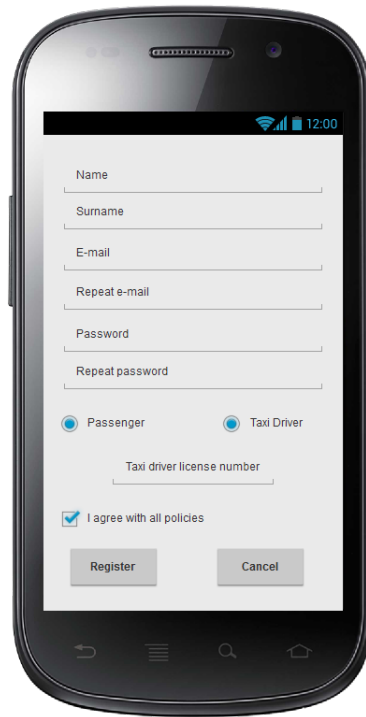 12:00
Name
Surname
E-mail
Repeat e-mail
Password
Repeat password
Passenger Taxi Driver
Taxi driver license number
I agree with all policies
Register Cancel